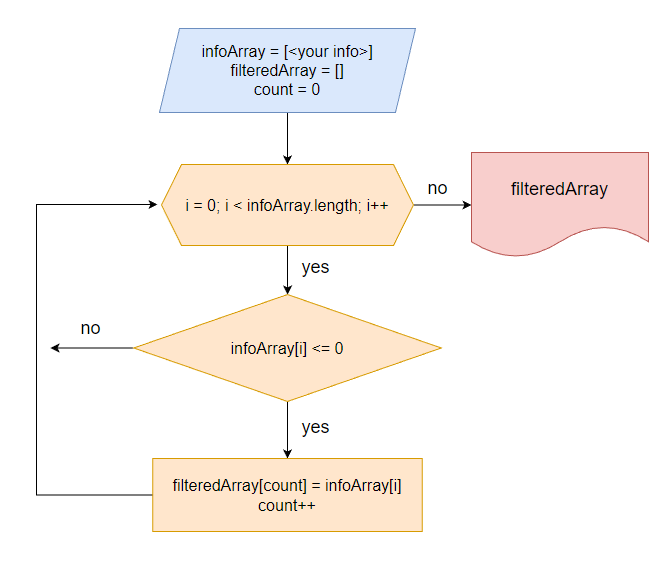 infoArray = [<your info>]
filteredArray = []
count = 0
i = 0; i < infoArray.length; i++
no
filteredArray
yes
no
infoArray[i] <= 0
yes
filteredArray[count] = infoArray[i]
count++